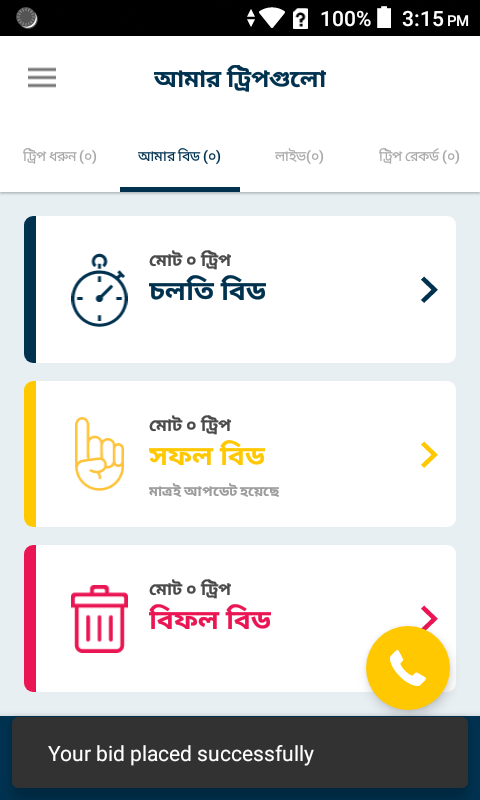 100% 3:15 PM
আমার ট্রিপগুলো
ট্রিপ ধরুন (০) আমার বিড (০) লাইভ(০) ট্রিপ রেকর্ড (০)
মোট ০ ট্রিপ
চলতি বিড
মোট ০ ট্রিপ
সফল বিড
মাত্রই আপডেট হয়েছে
মোট ০ ট্রিপ
বিফল বিড
Your bid placed successfully